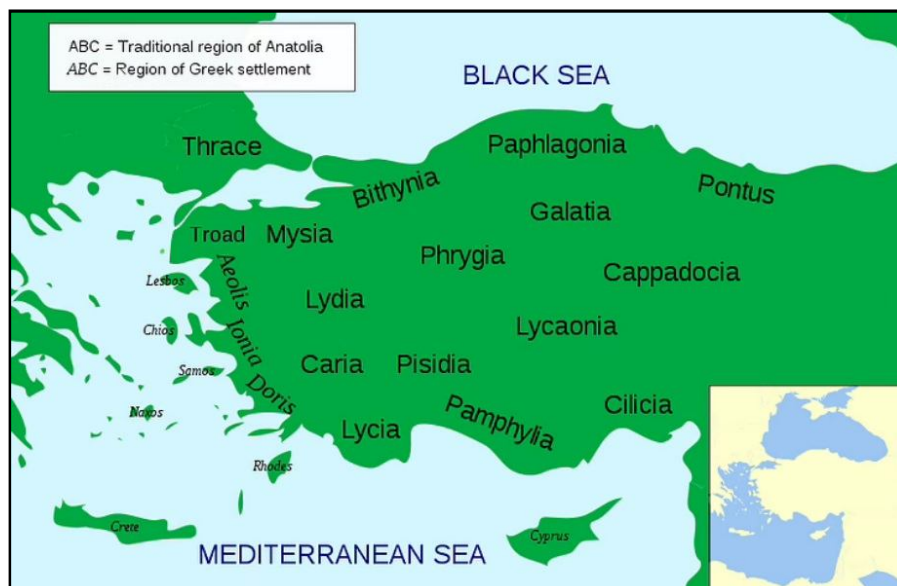 ABC = Traditional region of Anatolia
ABC = Region of Greek settlement
BLACK SEA
Thrace
Paphlagonia
Bithynia
Pontus
Galatia
Troad
Mysia
Phrygia
Cappadocia
Aeolis
Lesbos
Lydia
Ionia
Chios
Lycaonia
Caria
Pisidia
Samos
Doris
Naxos
Lycia
Pamphylia
Cilicia
Rhodes
Crete
Cyprus
MEDITERRANEAN SEA